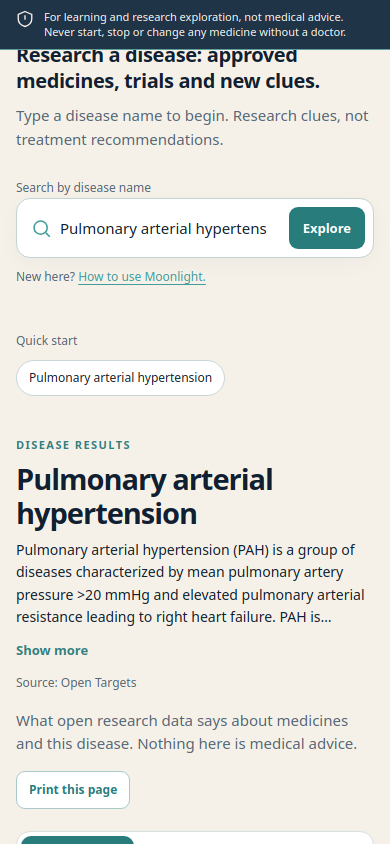 For learning and research exploration, not medical advice.
Never start, stop or change any medicine without a doctor.
Research a disease: approved
medicines, trials and new clues.
Type a disease name to begin. Research clues, not
treatment recommendations.
Search by disease name
Pulmonary arterial hypertens
Explore
New here? How to use Moonlight.
Quick start
Pulmonary arterial hypertension
DISEASE RESULTS
Pulmonary arterial
hypertension
Pulmonary arterial hypertension (PAH) is a group of
diseases characterized by mean pulmonary artery
pressure >20 mmHg and elevated pulmonary arterial
resistance leading to right heart failure. PAH is...
Show more
Source: Open Targets
What open research data says about medicines
and this disease. Nothing here is medical advice.
Print this page